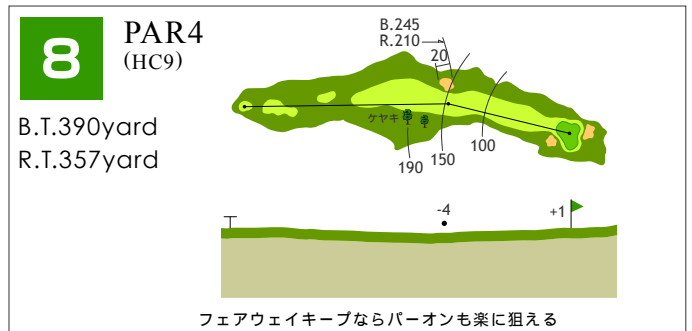 8
PAR4
(HC9)
B.T.390yard
R.T.357yard
B.245
R.210
20
ケヤキ
190
150
100
-4
+1
フェアウェイキープならパーオンも楽に狙える